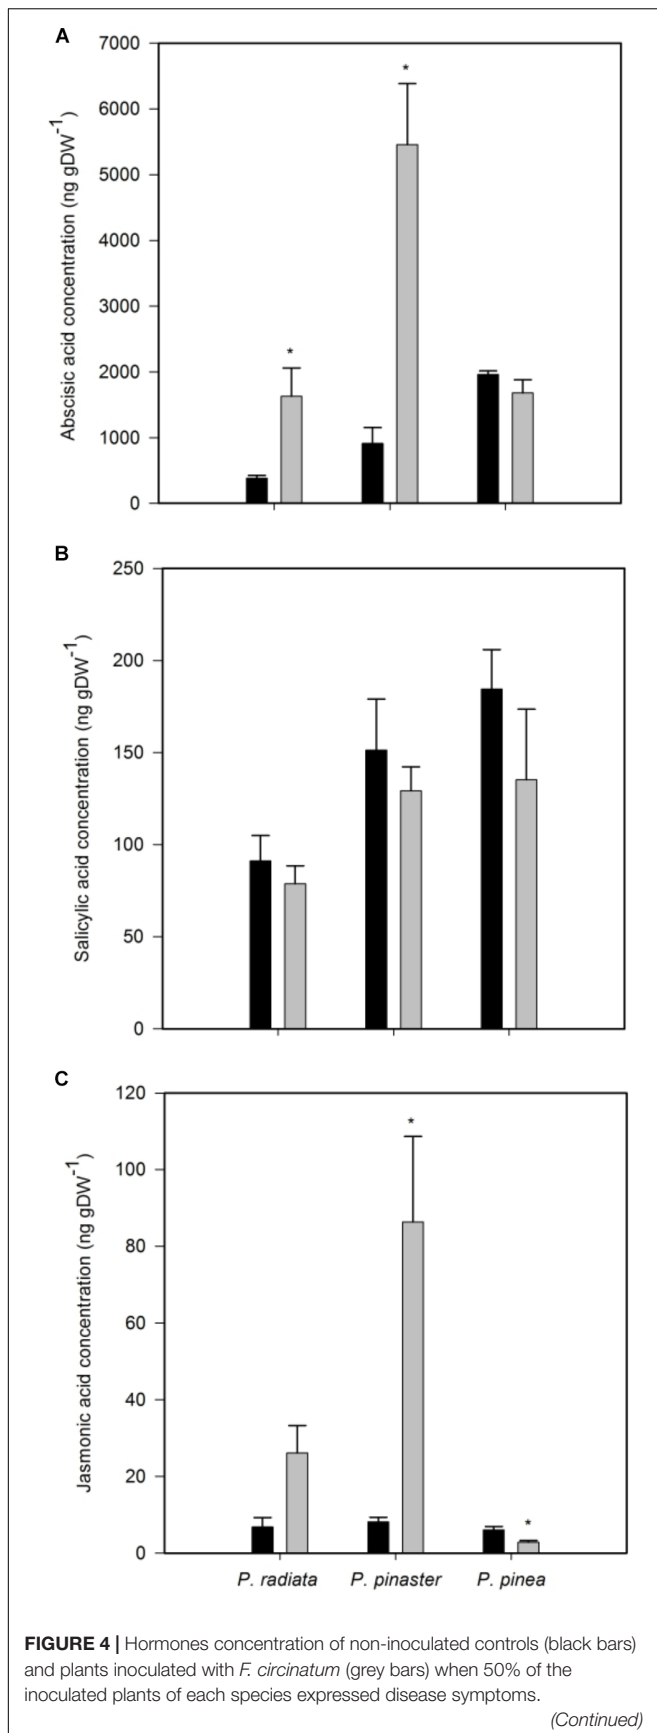 A
7000
6000
5000
4000
3000
2000
1000
0
Abscisic acid concentration (ng gDW⁻¹)
*
*
B
250
200
150
100
50
0
Salicylic acid concentration (ng gDW⁻¹)
C
120
100
80
60
40
20
0
Jasmonic acid concentration (ng gDW⁻¹)
*
*
P. radiata P. pinaster P. pinea
FIGURE 4 | Hormones concentration of non-inoculated controls (black bars)
and plants inoculated with F. circinatum (grey bars) when 50% of the
inoculated plants of each species expressed disease symptoms.
(Continued)